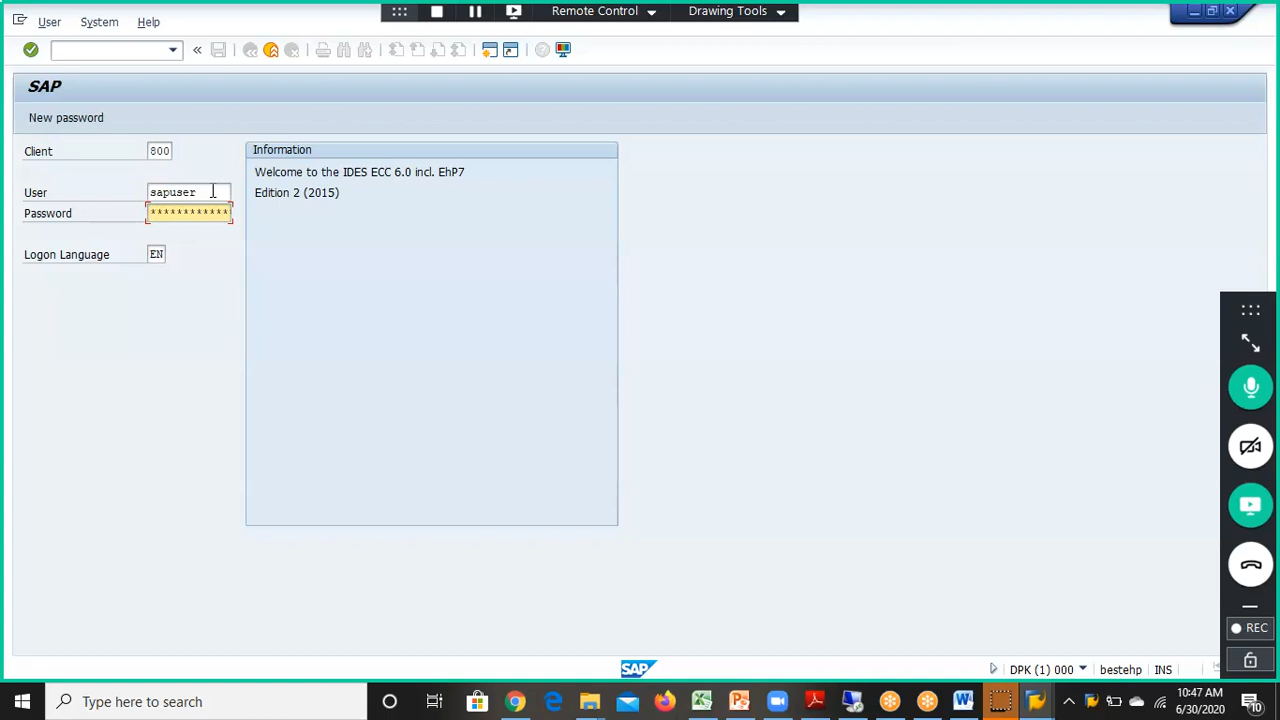 User System Help
Remote Control Drawing Tools
SAP
New password
Client 800
User sapuser
Password ************
Logon Language EN
Information
Welcome to the IDES ECC 6.0 incl. EhP7
Edition 2 (2015)
REC
SAP
DPK (1) 000 bestehp INS
Type here to search
10:47 AM
6/30/2020
10